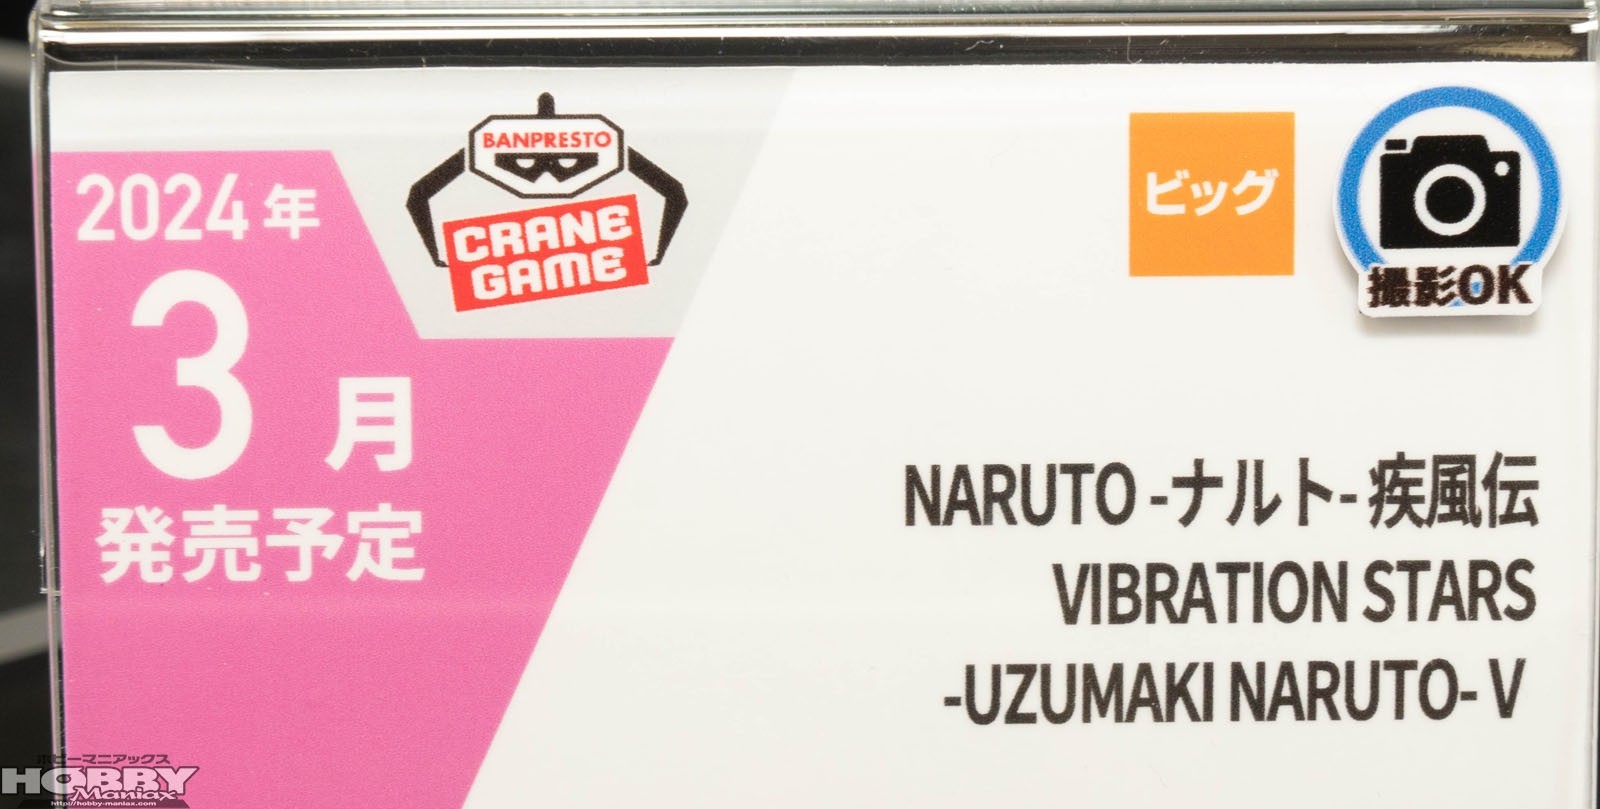 2024年
3月
発売予定
BANPRESTO
CRANE
GAME
ビッグ
撮影OK
NARUTO -ナルト- 疾風伝
VIBRATION STARS
-UZUMAKI NARUTO- V
ホビーマニアックス
HOBBY
Maniax
http://hobby-maniax.com/